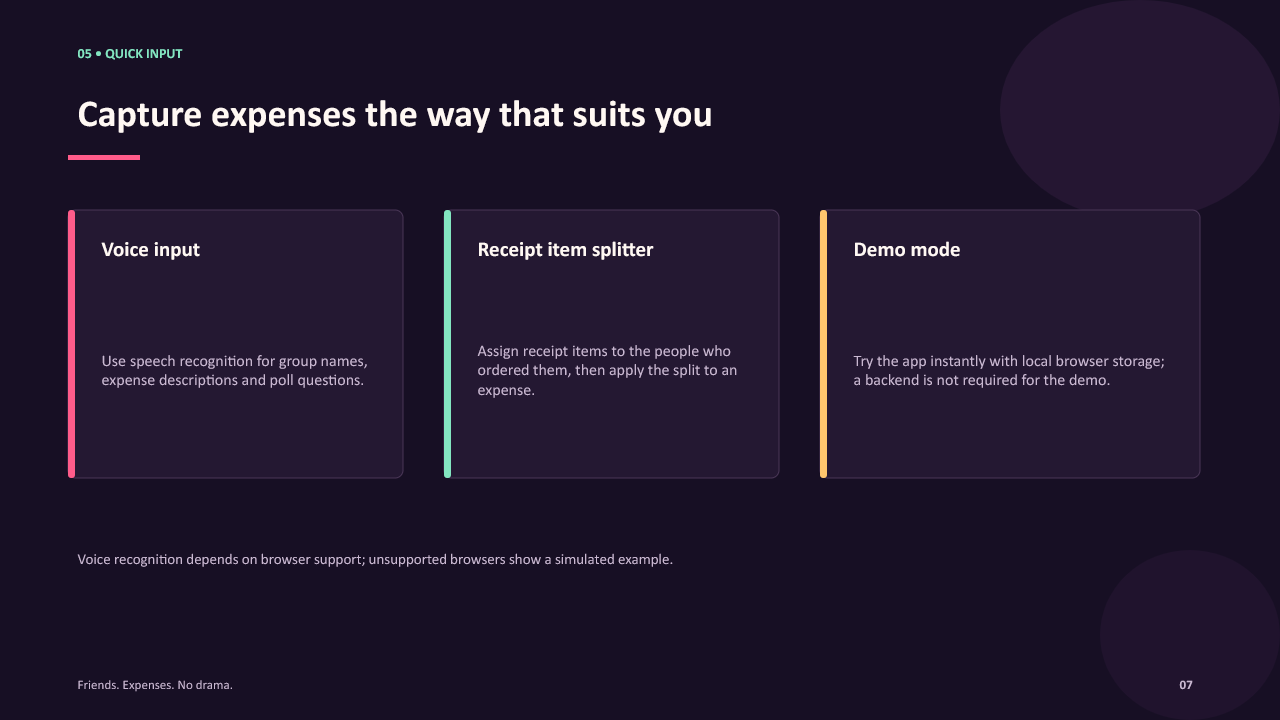 05 • QUICK INPUT
Capture expenses the way that suits you
Voice input
Use speech recognition for group names,
expense descriptions and poll questions.
Receipt item splitter
Assign receipt items to the people who
ordered them, then apply the split to an
expense.
Demo mode
Try the app instantly with local browser storage;
a backend is not required for the demo.
Voice recognition depends on browser support; unsupported browsers show a simulated example.
Friends. Expenses. No drama.
07